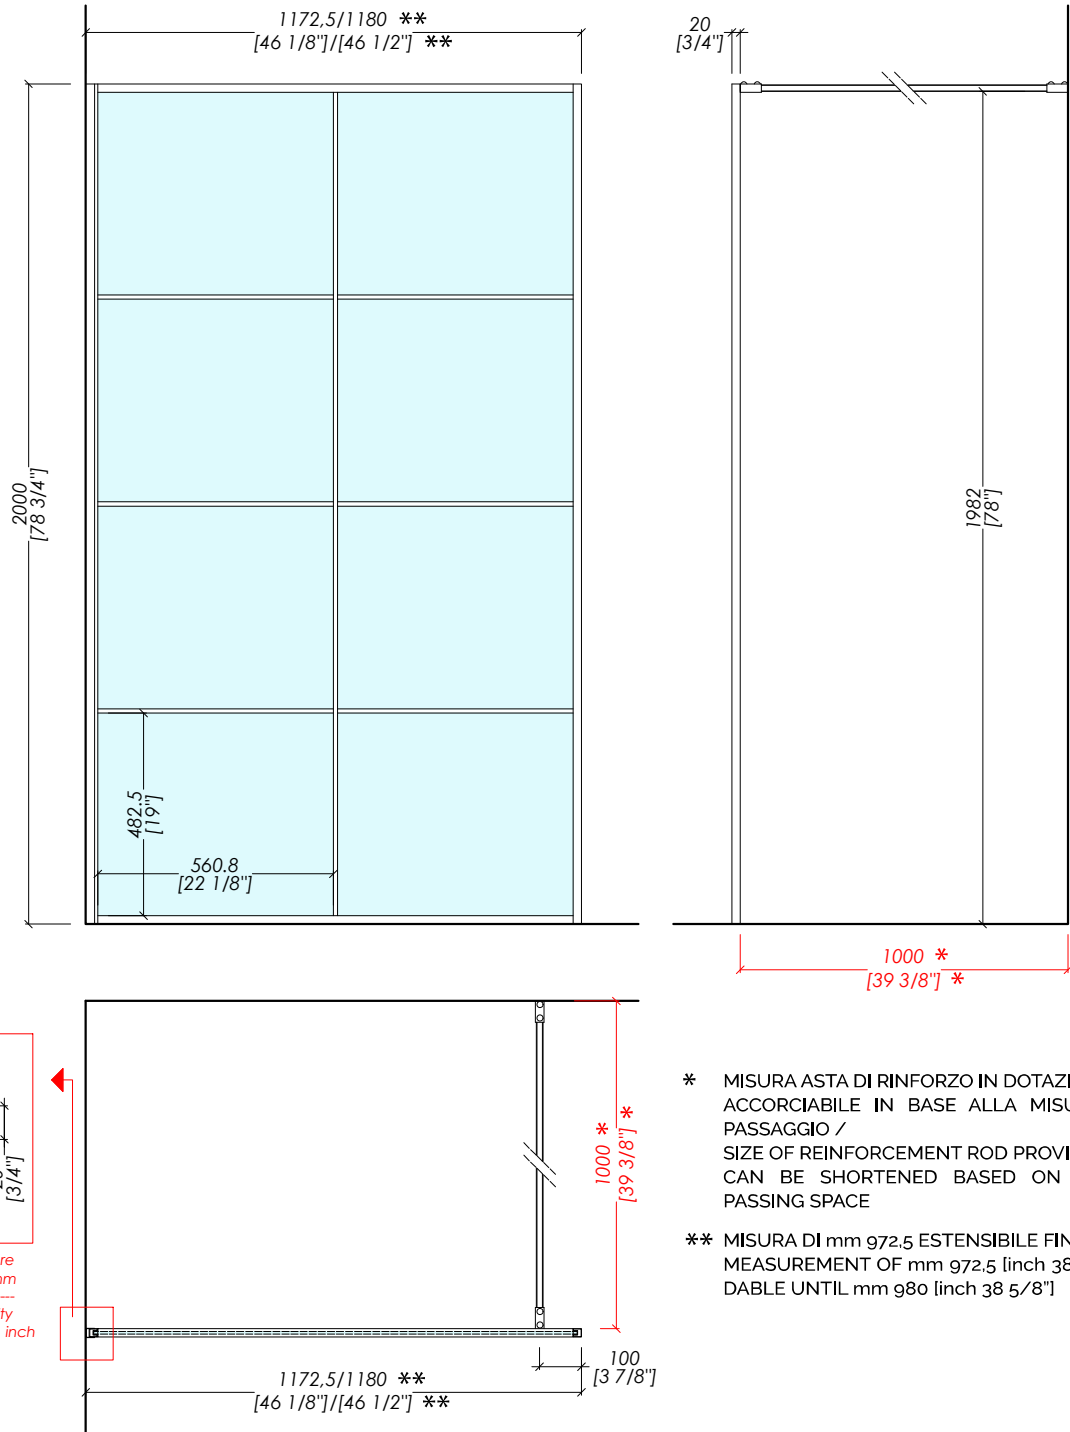 1172,5/1180 **
[46 1/8"]/[46 1/2"] **
20
[3/4"]
2000
[78 3/4"]
1982
[78"]
482.5
[19"]
560.8
[22 1/8"]
1000 *
[39 3/8"] *
1000 *
[39 3/8"] *
[3/4"]
re
ty
inch
100
[3 7/8"]
1172,5/1180 **
[46 1/8"]/[46 1/2"] **
* MISURA ASTA DI RINFORZO IN
ACCORCIABILE IN BASE ALLA
PASSAGGIO /
SIZE OF REINFORCEMENT ROD
CAN BE SHORTENED BASED ON
PASSING SPACE
** MISURA DI mm 972,5 ESTENSIBILE
MEASUREMENT OF mm 972,5 [inch 38
DABLE UNTIL mm 980 [inch 38 5/8"]